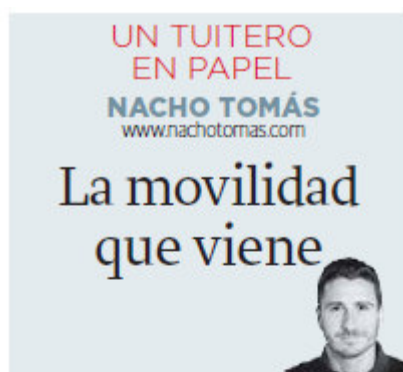 UN TUITERO
EN PAPEL
NACHO TOMÁS
www.nachotomas.com
La movilidad
que viene